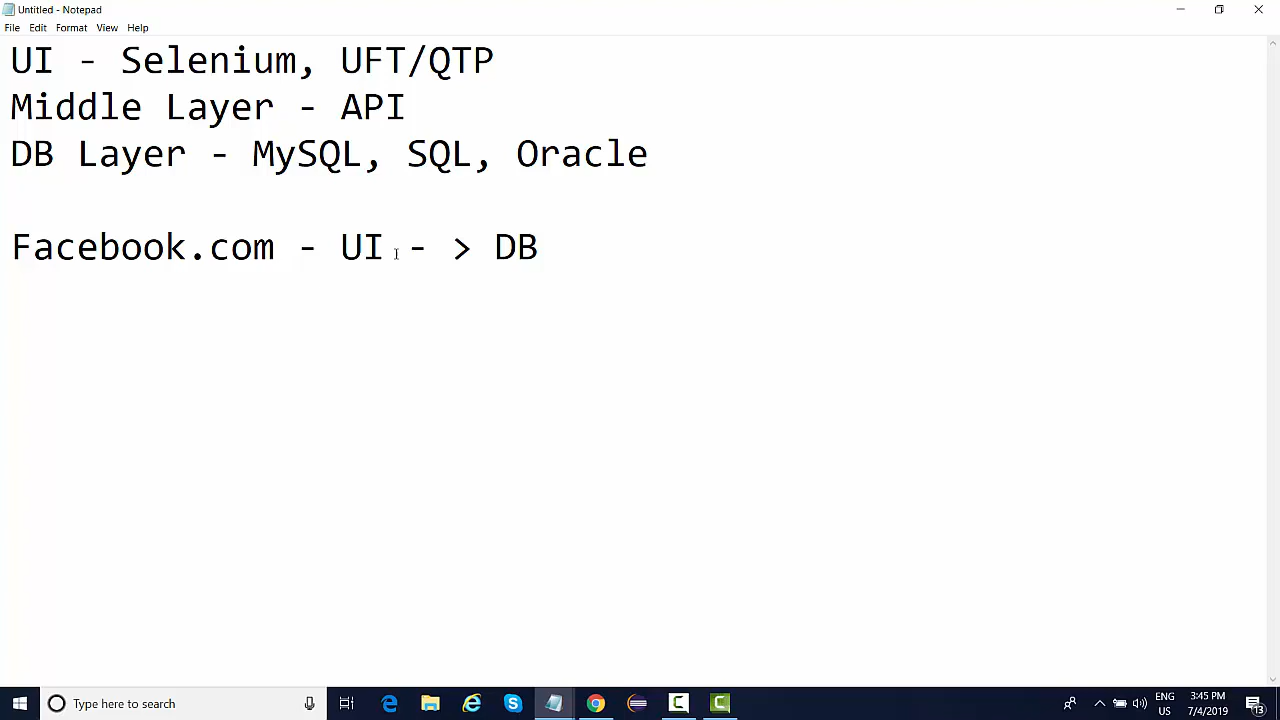 Untitled - Notepad
File Edit Format View Help
UI - Selenium, UFT/QTP
Middle Layer - API
DB Layer - MySQL, SQL, Oracle
Facebook.com - UI - > DB
Type here to search
ENG
US
3:45 PM
7/4/2019
13